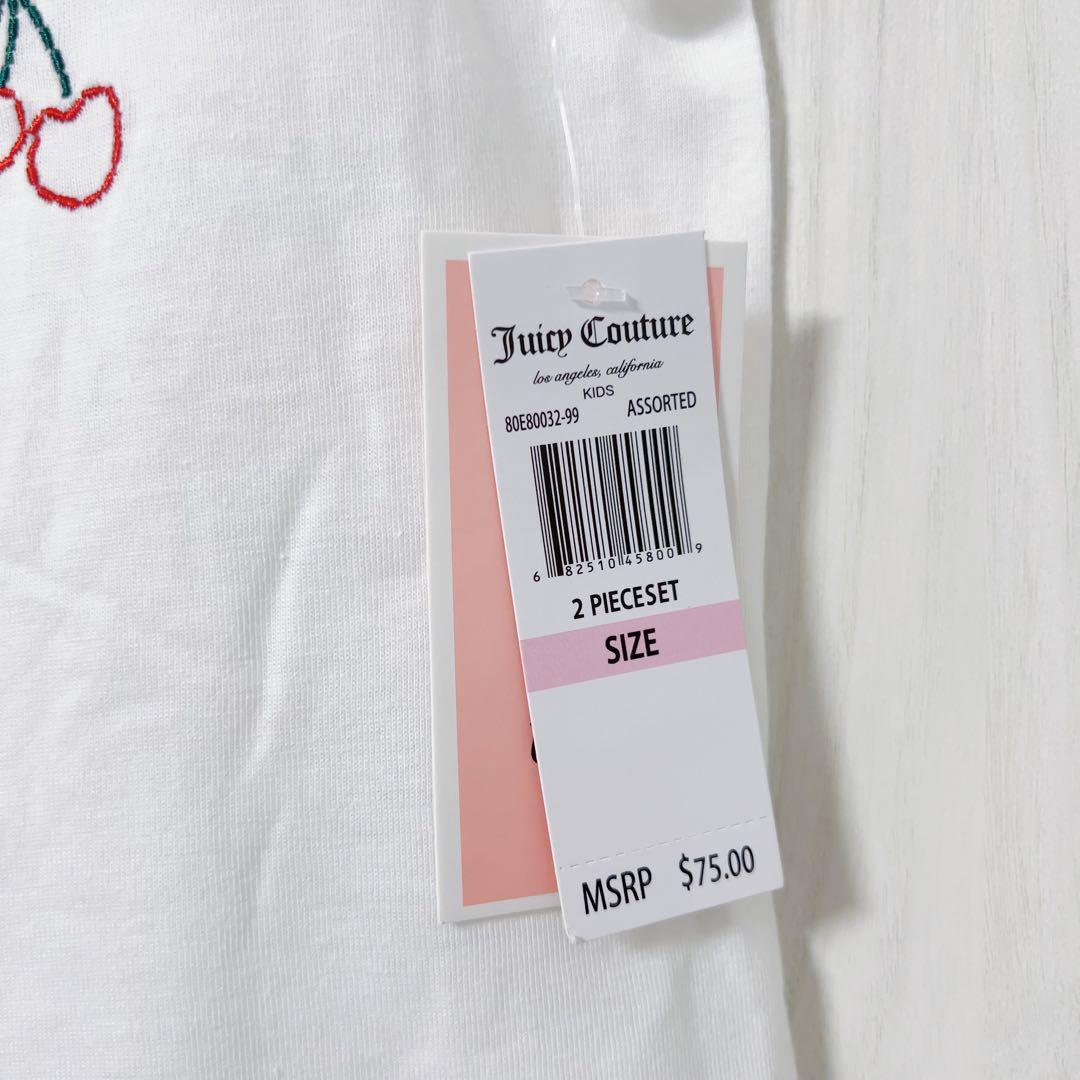 Juicy Couture
los angeles, california
KIDS
80E80032-99 ASSORTED
6 82510 45800 9
2 PIECESET
SIZE
MSRP $75.00